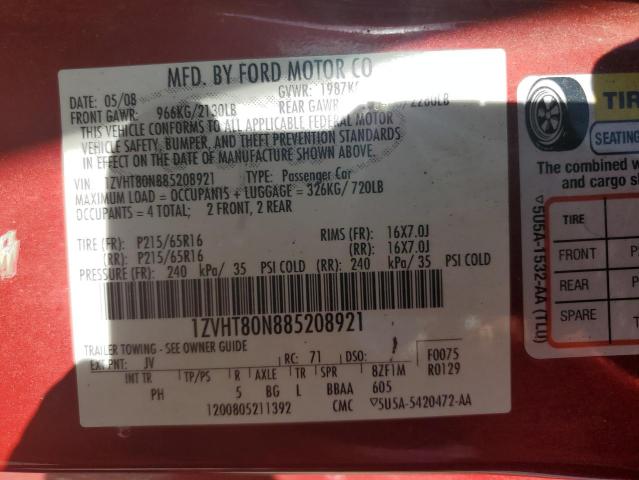 MFD. BY FORD MOTOR CO
DATE: 05/08 GVWR: 1987K
FRONT GAWR: 966KG/2130LB REAR GAWR 2280LB
THIS VEHICLE CONFORMS TO ALL APPLICABLE FEDERAL MOTOR
VEHICLE SAFETY, BUMPER, AND THEFT PREVENTION STANDARDS
IN EFFECT ON THE DATE OF MANUFACTURE SHOWN ABOVE.
VIN 1ZVHT80N885208921 TYPE: Passenger Car
MAXIMUM LOAD = OCCUPANTS + LUGGAGE = 326KG/720LB
OCCUPANTS = 4 TOTAL; 2 FRONT, 2 REAR
TIRE (FR): P215/65R16 RIMS (FR): 16X7.0J
(RR): P215/65R16 (RR): 16X7.0J
PRESSURE (FR): 240 kPa/ 35 PSI COLD (RR): 240 kPa/ 35 PSI COLD
1ZVHT80N885208921
TRAILER TOWING - SEE OWNER GUIDE
EXT PNT: JV RC: 71 DSO: F0075
INT TR TP/PS R AXLE TR SPR 8ZF1M R0129
PH 5 BG L BBAA 605
1200805211392 CMC ▽5U5A-5420472-AA
▽5U5A-1532-AA (TL0)
TIR
SEATING
The combined w
and cargo s
TIRE
FRONT P
REAR P
SPARE T